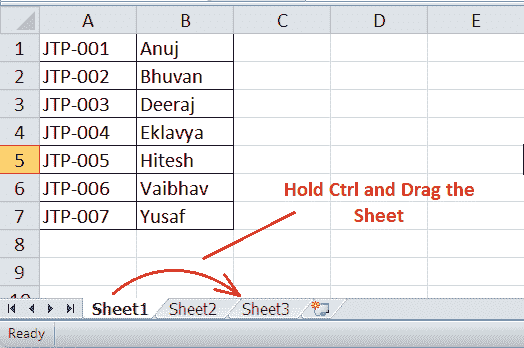 A B C D E
1 JTP-001 Anuj
2 JTP-002 Bhuvan
3 JTP-003 Deeraj
4 JTP-004 Eklavya
5 JTP-005 Hitesh
6 JTP-006 Vaibhav
7 JTP-007 Yusaf
Hold Ctrl and Drag the
Sheet
8
9
10
Sheet1 Sheet2 Sheet3
Ready